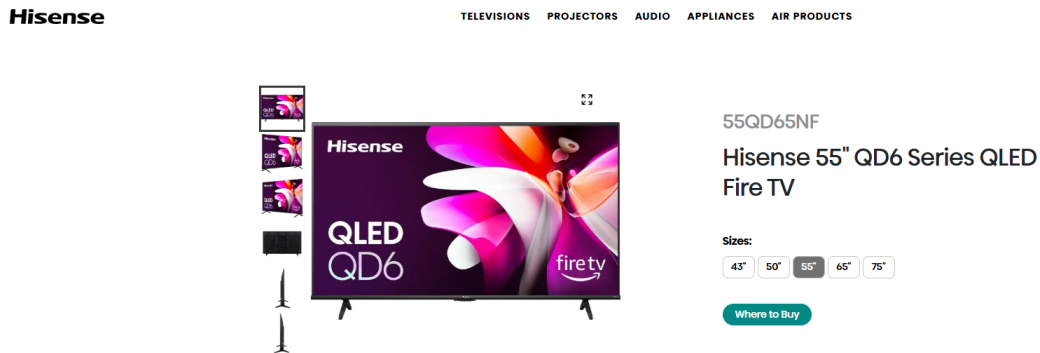 Hisense
TELEVISIONS PROJECTORS AUDIO APPLIANCES AIR PRODUCTS
Hisense
QLED
QD6
fire tv
55QD65NF
Hisense 55" QD6 Series QLED
Fire TV
Sizes:
43" 50" 55" 65" 75"
Where to Buy